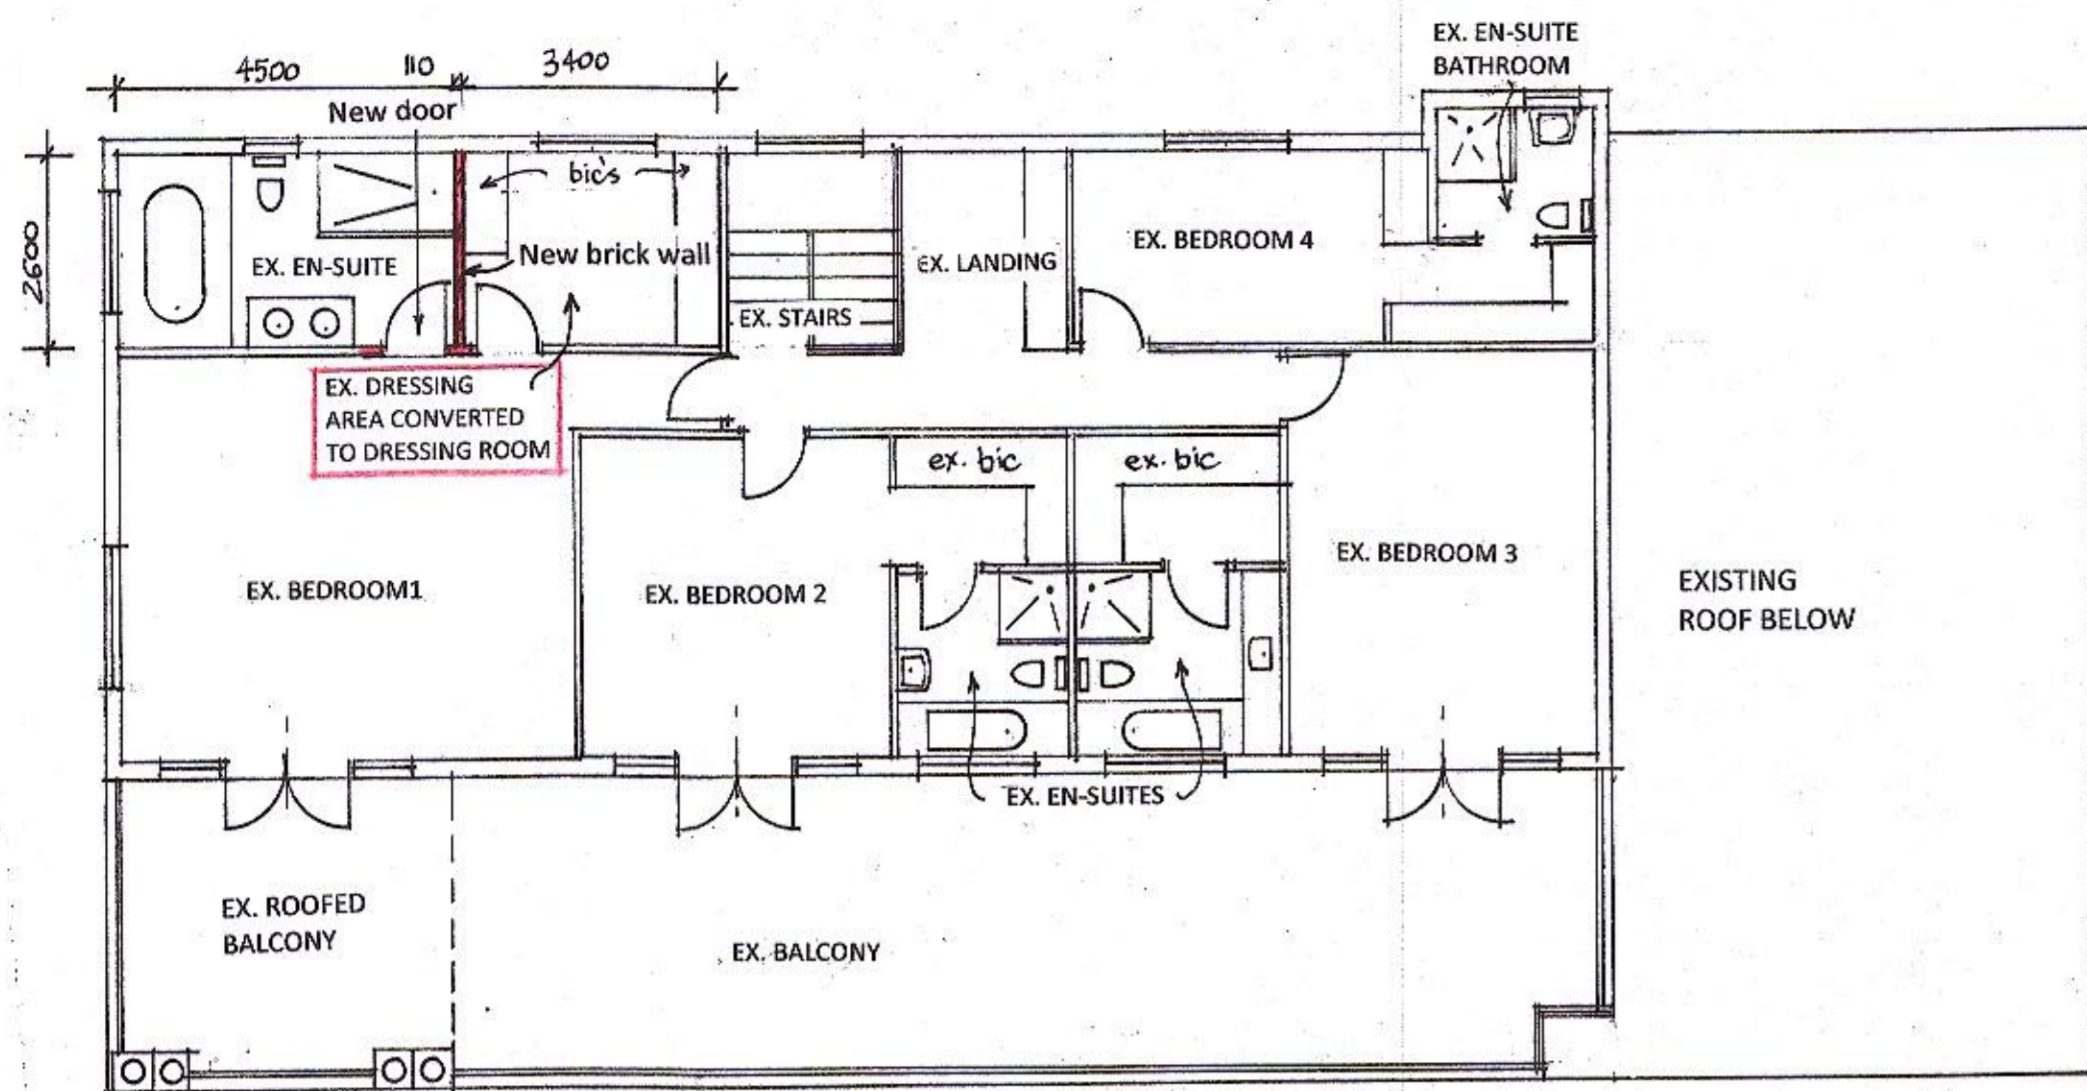 EX. EN-SUITE
BATHROOM
4500
110
3400
New door
2600
bic's
EX. EN-SUITE
New brick wall
EX. STAIRS
EX. LANDING
EX. BEDROOM 4
EX. DRESSING
AREA CONVERTED
TO DRESSING ROOM
ex. bic
ex. bic
EX. BEDROOM1
EX. BEDROOM 2
EX. BEDROOM 3
EXISTING
ROOF BELOW
EX. EN-SUITES
EX. ROOFED
BALCONY
EX. BALCONY